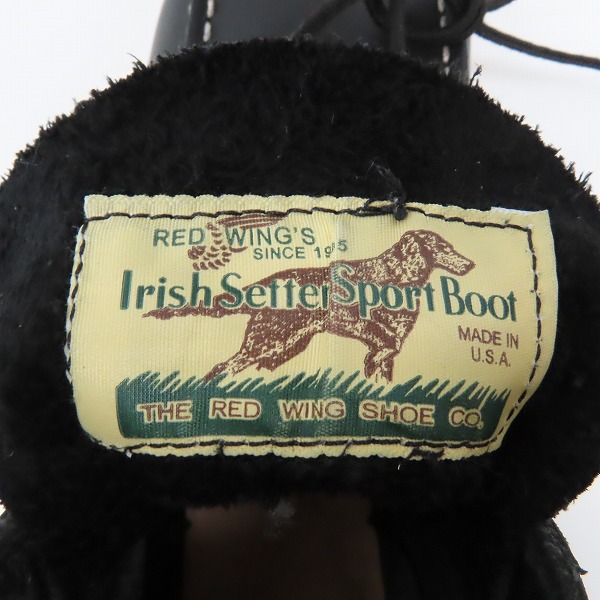 RED WING'S
SINCE 1905
Irish Setter Sport Boot
MADE IN
U.S.A.
THE RED WING SHOE CO.